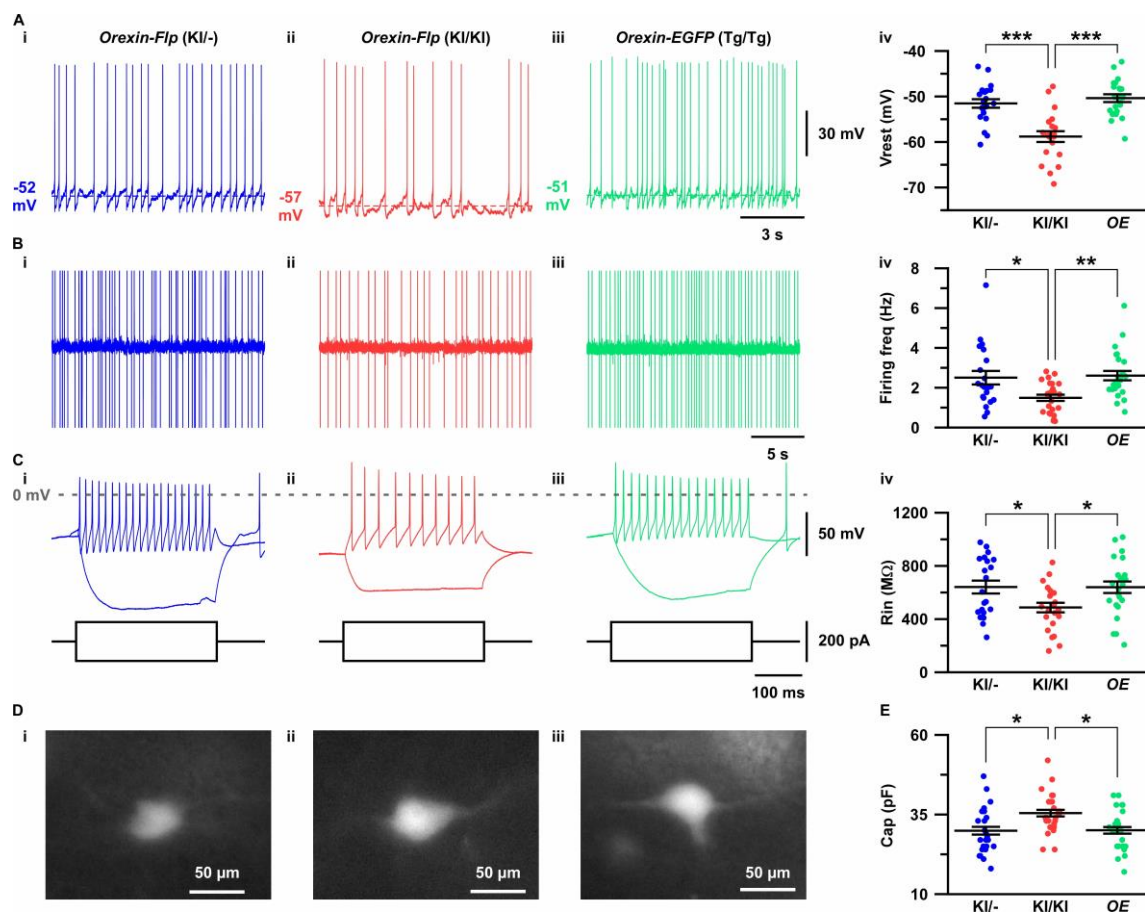 A
i
Orexin-Flp (KI/-)
ii
Orexin-Flp (KI/KI)
iii
Orexin-EGFP (Tg/Tg)
iv
-52
mV
-57
mV
-51
mV
30 mV
3 s
***
***
-40
-50
-60
-70
Vrest (mV)
KI/-
KI/KI
OE
B
i
ii
iii
iv
5 s
*
**
8
6
4
2
0
Firing freq (Hz)
KI/-
KI/KI
OE
C
i
ii
iii
iv
0 mV
50 mV
200 pA
100 ms
*
*
1200
800
400
0
Rin (MΩ)
KI/-
KI/KI
OE
D
i
ii
iii
50 µm
50 µm
50 µm
E
*
*
60
35
10
Cap (pF)
KI/-
KI/KI
OE